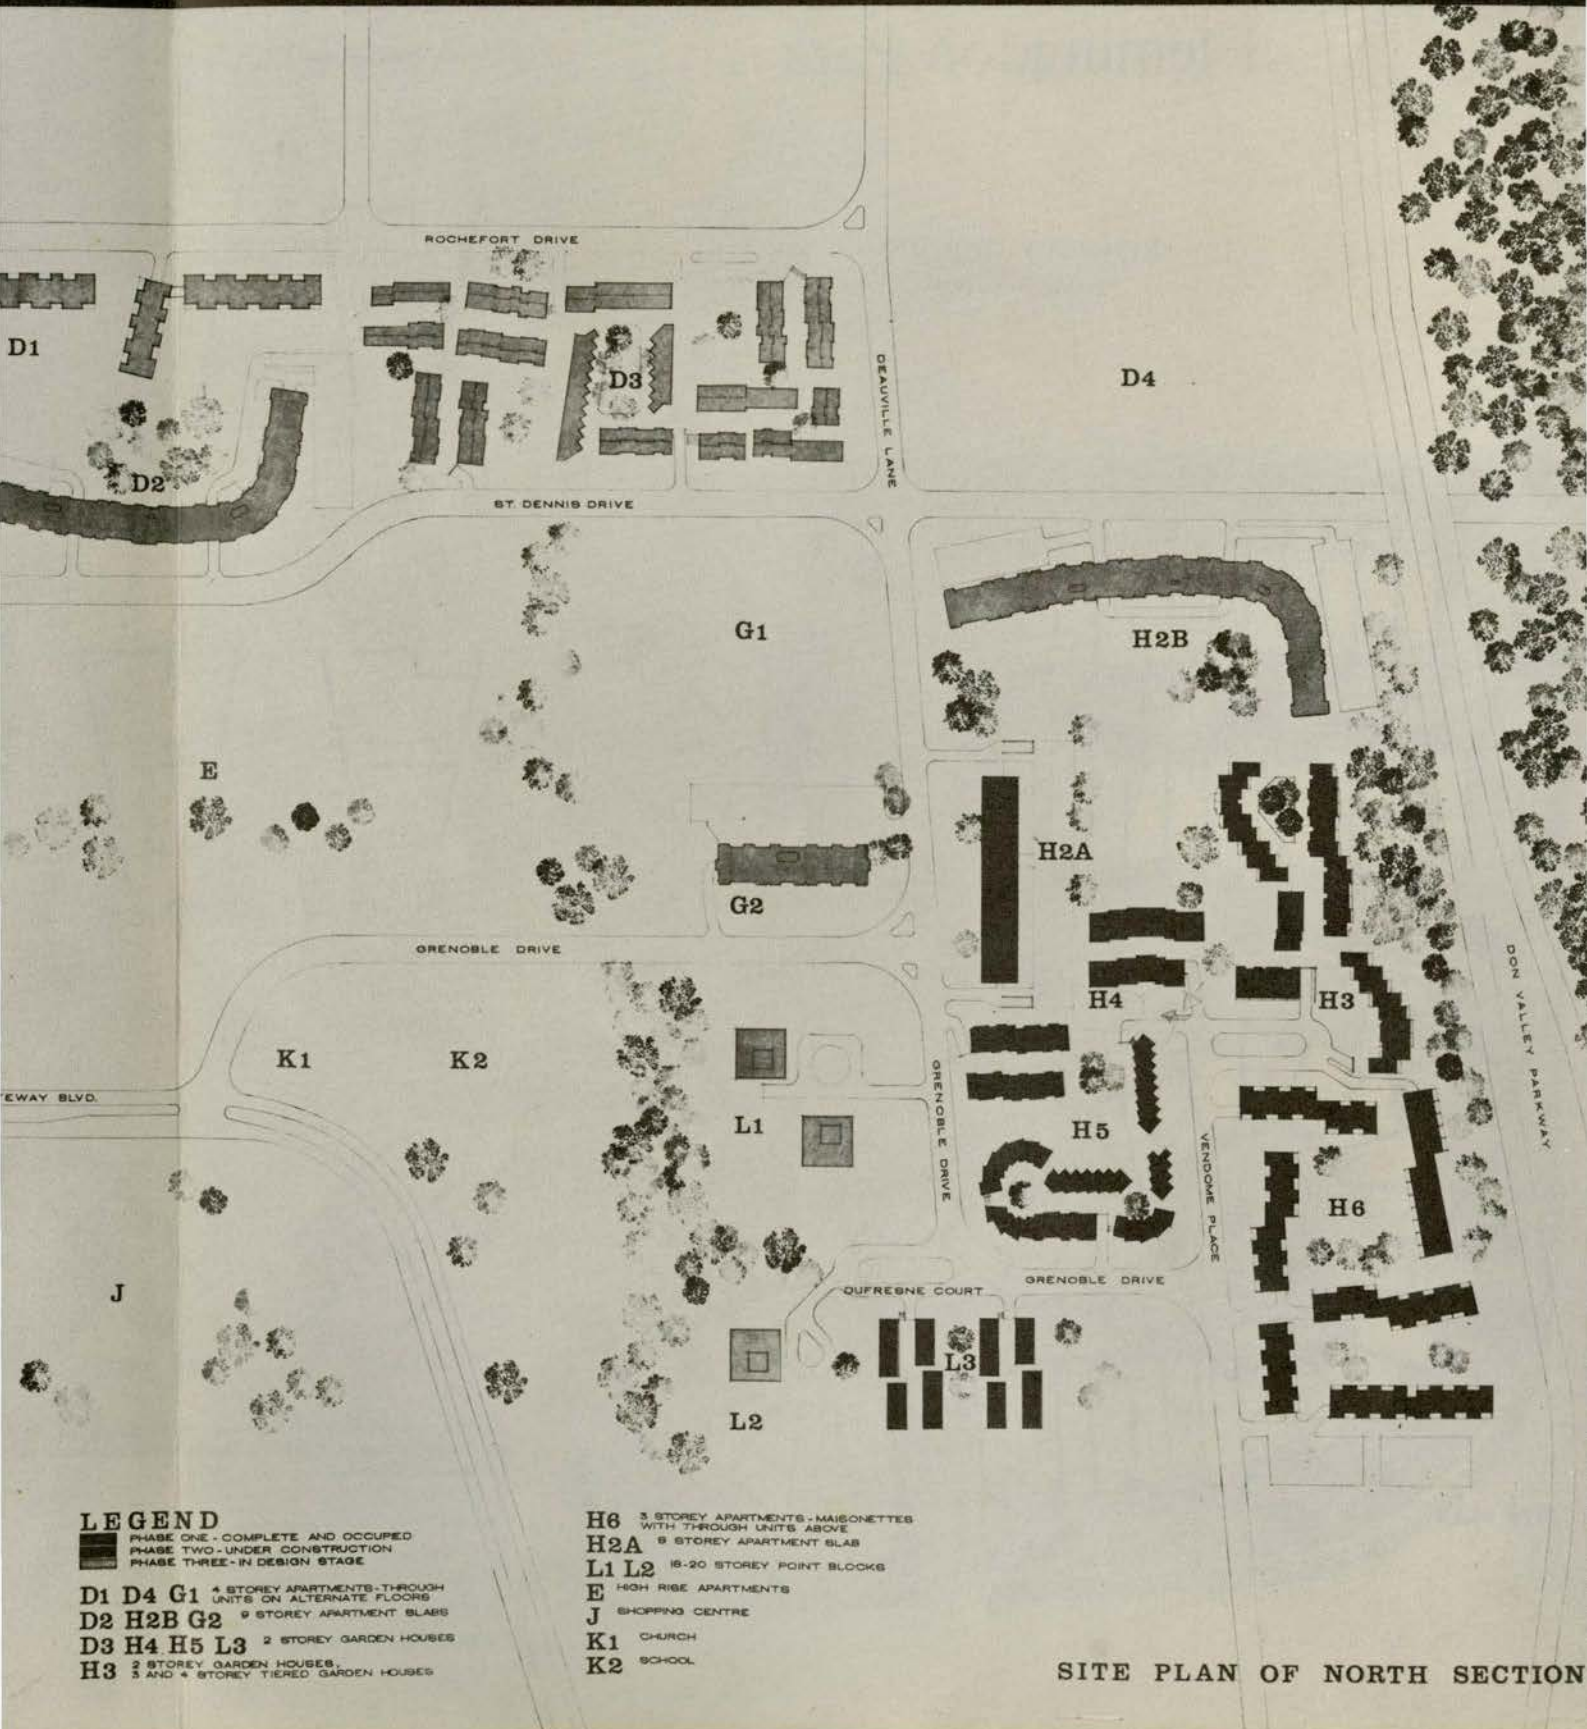 ROCHEFORT DRIVE
D1
D3
DEAUVILLE LANE
D4
D2
ST. DENNIS DRIVE
G1
H2B
E
H2A
G2
GRENOBLE DRIVE
DON VALLEY PARKWAY
H4
H3
K1
K2
GRENOBLE DRIVE
EWAY BLVD.
L1
H5
VENDOME PLACE
H6
J
DUFRESNE COURT
GRENOBLE DRIVE
L3
L2
LEGEND
PHASE ONE - COMPLETE AND OCCUPIED
PHASE TWO - UNDER CONSTRUCTION
PHASE THREE - IN DESIGN STAGE
D1 D4 G1 4 STOREY APARTMENTS - THROUGH
UNITS ON ALTERNATE FLOORS
D2 H2B G2 9 STOREY APARTMENT SLABS
D3 H4 H5 L3 2 STOREY GARDEN HOUSES
H3 2 STOREY GARDEN HOUSES,
3 AND 4 STOREY TIERED GARDEN HOUSES
H6 3 STOREY APARTMENTS - MAISONETTES
WITH THROUGH UNITS ABOVE
H2A STOREY APARTMENT SLAB
L1 L2 18-20 STOREY POINT BLOCKS
E HIGH RISE APARTMENTS
J SHOPPING CENTRE
K1 CHURCH
K2 SCHOOL
SITE PLAN OF NORTH SECTION